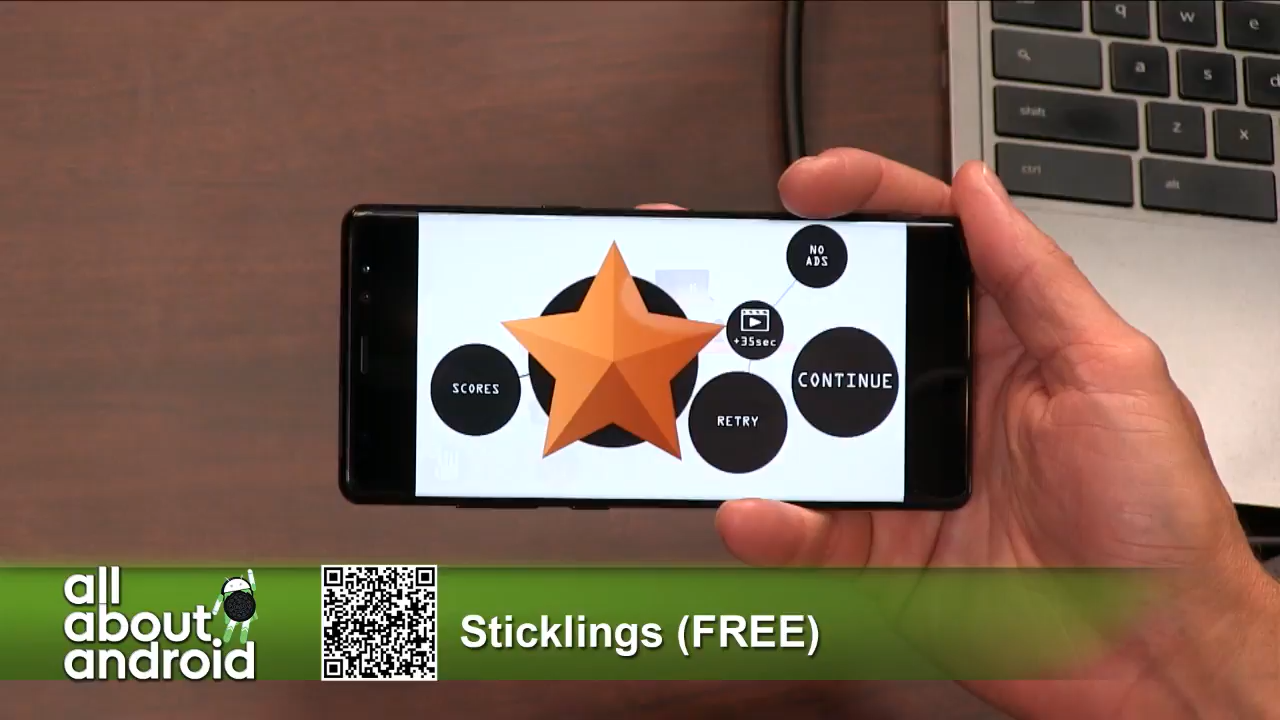 q w e
a s d
shift z x
ctrl alt
NO
ADS
+35sec
SCORES
RETRY
CONTINUE
all
about
android
Sticklings (FREE)